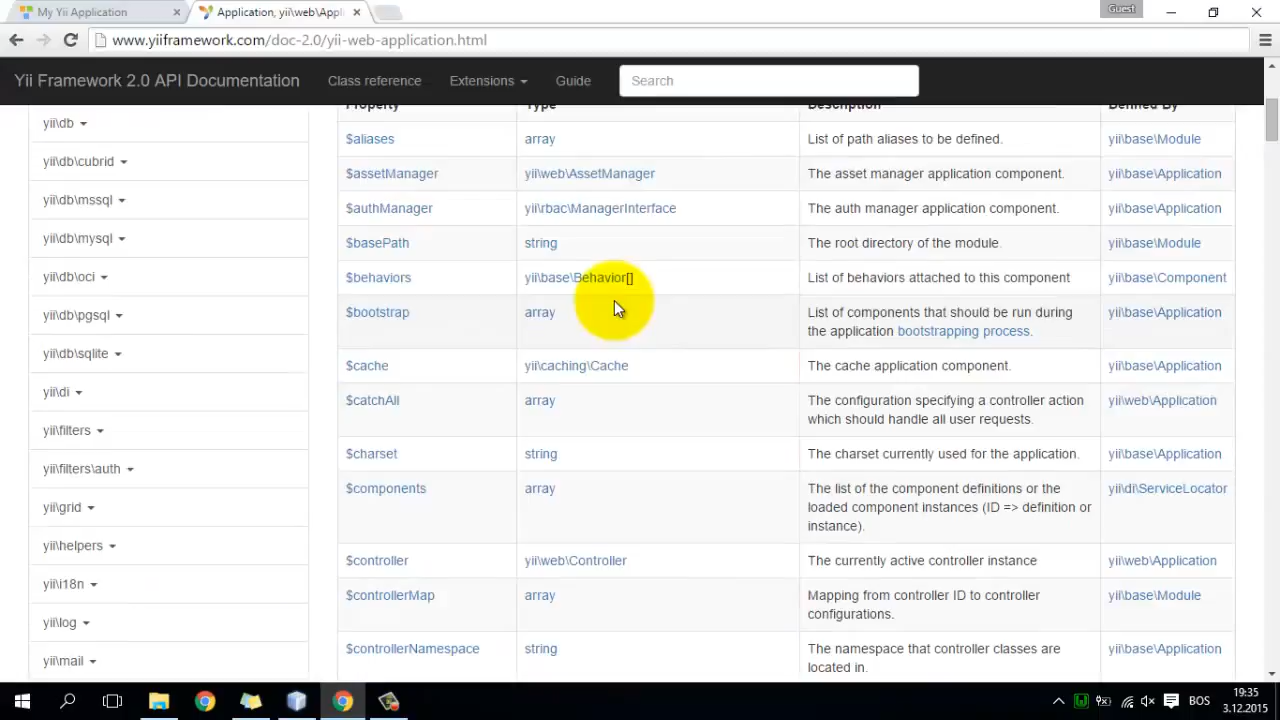 My Yii Application
Application, yii\web\Appli
Guest
www.yiiframework.com/doc-2.0/yii-web-application.html
Yii Framework 2.0 API Documentation
Class reference
Extensions
Guide
Search
yii\db
yii\db\cubrid
yii\db\mssql
yii\db\mysql
yii\db\oci
yii\db\pgsql
yii\db\sqlite
yii\di
yii\filters
yii\filters\auth
yii\grid
yii\helpers
yii\i18n
yii\log
yii\mail
Property Type Description Defined By
$aliases array List of path aliases to be defined. yii\base\Module
$assetManager yii\web\AssetManager The asset manager application component. yii\base\Application
$authManager yii\rbac\ManagerInterface The auth manager application component. yii\base\Application
$basePath string The root directory of the module. yii\base\Module
$behaviors yii\base\Behavior[] List of behaviors attached to this component yii\base\Component
$bootstrap array List of components that should be run during yii\base\Application
the application bootstrapping process.
$cache yii\caching\Cache The cache application component. yii\base\Application
$catchAll array The configuration specifying a controller action yii\web\Application
which should handle all user requests.
$charset string The charset currently used for the application. yii\base\Application
$components array The list of the component definitions or the yii\di\ServiceLocator
loaded component instances (ID => definition or
instance).
$controller yii\web\Controller The currently active controller instance yii\web\Application
$controllerMap array Mapping from controller ID to controller yii\base\Module
configurations.
$controllerNamespace string The namespace that controller classes are yii\base\Application
located in.
BOS
19:35
3.12.2015